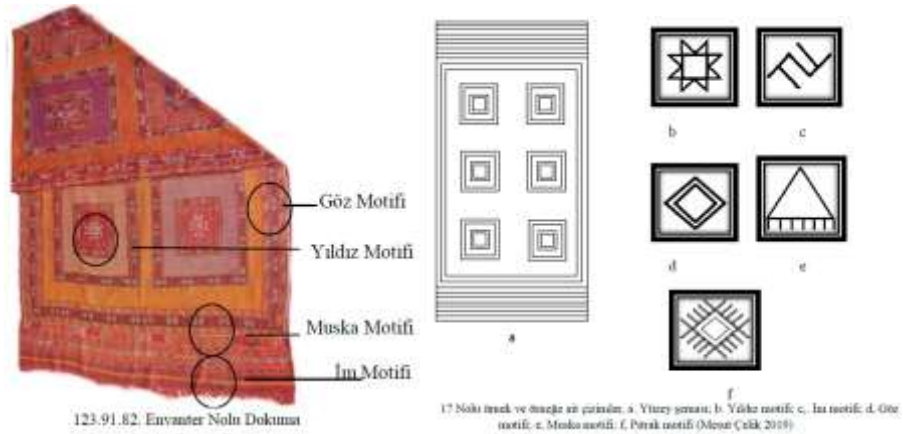 Göz Motifi
Yıldız Motifi
Muska Motifi
İm Motifi
123.91.82. Envanter Nolu Dokuma
a
b
c
d
e
f
17 Nolu örnek ve örneğe ait çizimler, a. Yüzey şeması; b. Yıldız motifi; c, . İm motifi; d, Göz
motifi; e, Muska motifi; f, Pıtrak motifi (Mesut Çelik 2019)